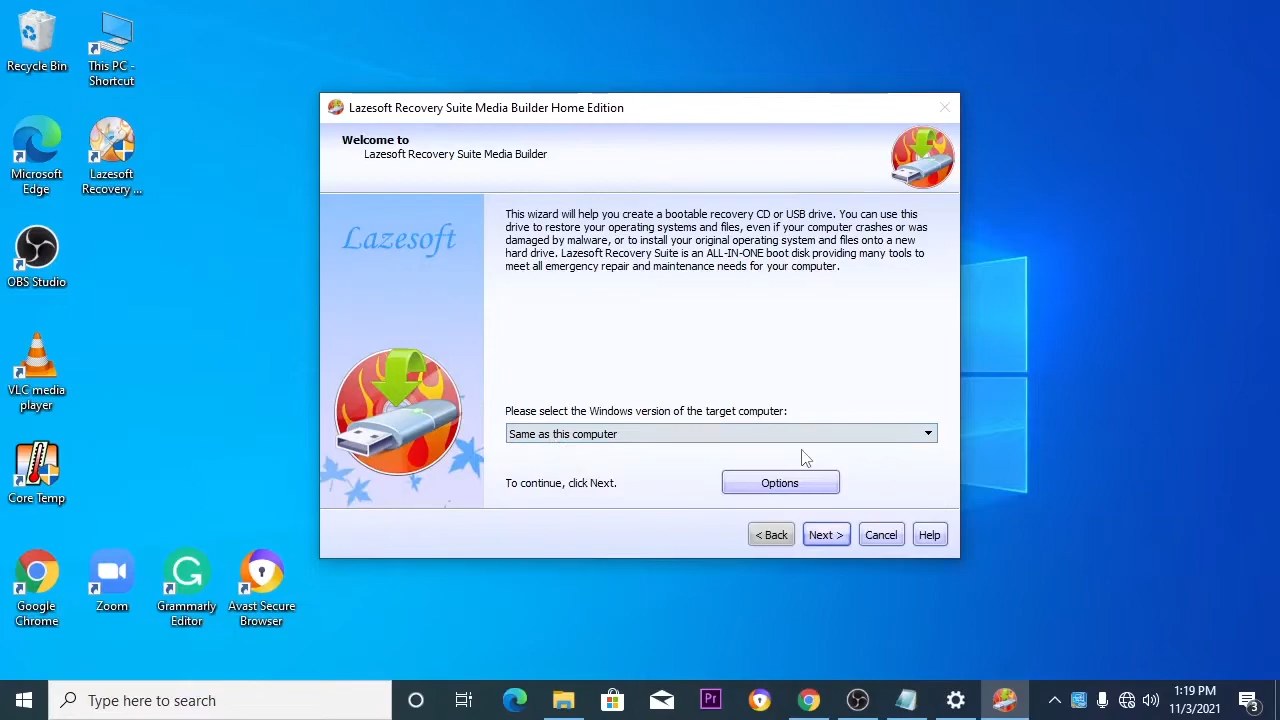 Recycle Bin
This PC -
Shortcut
Microsoft
Edge
Lazesoft
Recovery ...
OBS Studio
VLC media
player
Core Temp
Google
Chrome
Zoom
Grammarly
Editor
Avast Secure
Browser
Lazesoft Recovery Suite Media Builder Home Edition
Welcome to
Lazesoft Recovery Suite Media Builder
Lazesoft
This wizard will help you create a bootable recovery CD or USB drive. You can use this
drive to restore your operating systems and files, even if your computer crashes or was
damaged by malware, or to install your original operating system and files onto a new
hard drive. Lazesoft Recovery Suite is an ALL-IN-ONE boot disk providing many tools to
meet all emergency repair and maintenance needs for your computer.
Please select the Windows version of the target computer:
Same as this computer
To continue, click Next.
Options
< Back
Next >
Cancel
Help
Type here to search
Pr
1:19 PM
11/3/2021
3